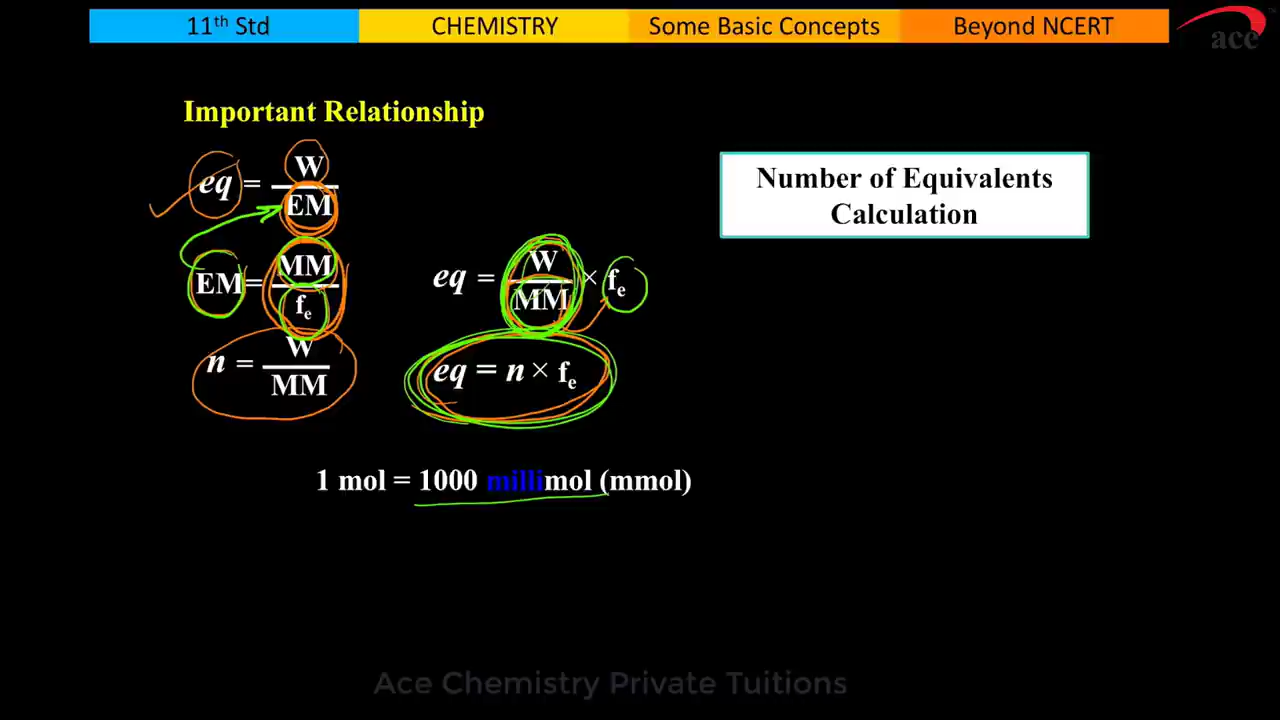 11th Std CHEMISTRY Some Basic Concepts Beyond NCERT
ace
Important Relationship
eq = W / EM
EM = MM / fe
n = W / MM
eq = W / MM × fe
eq = n × fe
Number of Equivalents
Calculation
1 mol = 1000 millimol (mmol)
Ace Chemistry Private Tuitions